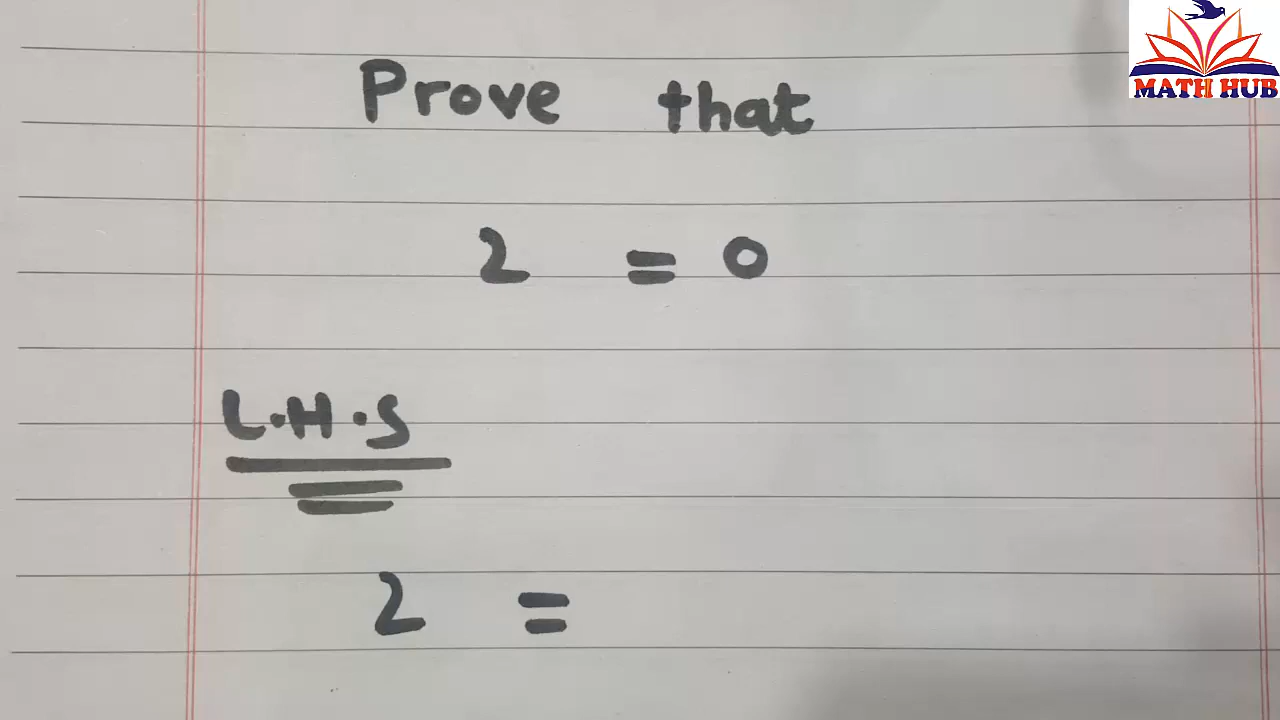 MATH HUB
Prove that
2 = 0
L.H.S
2 =